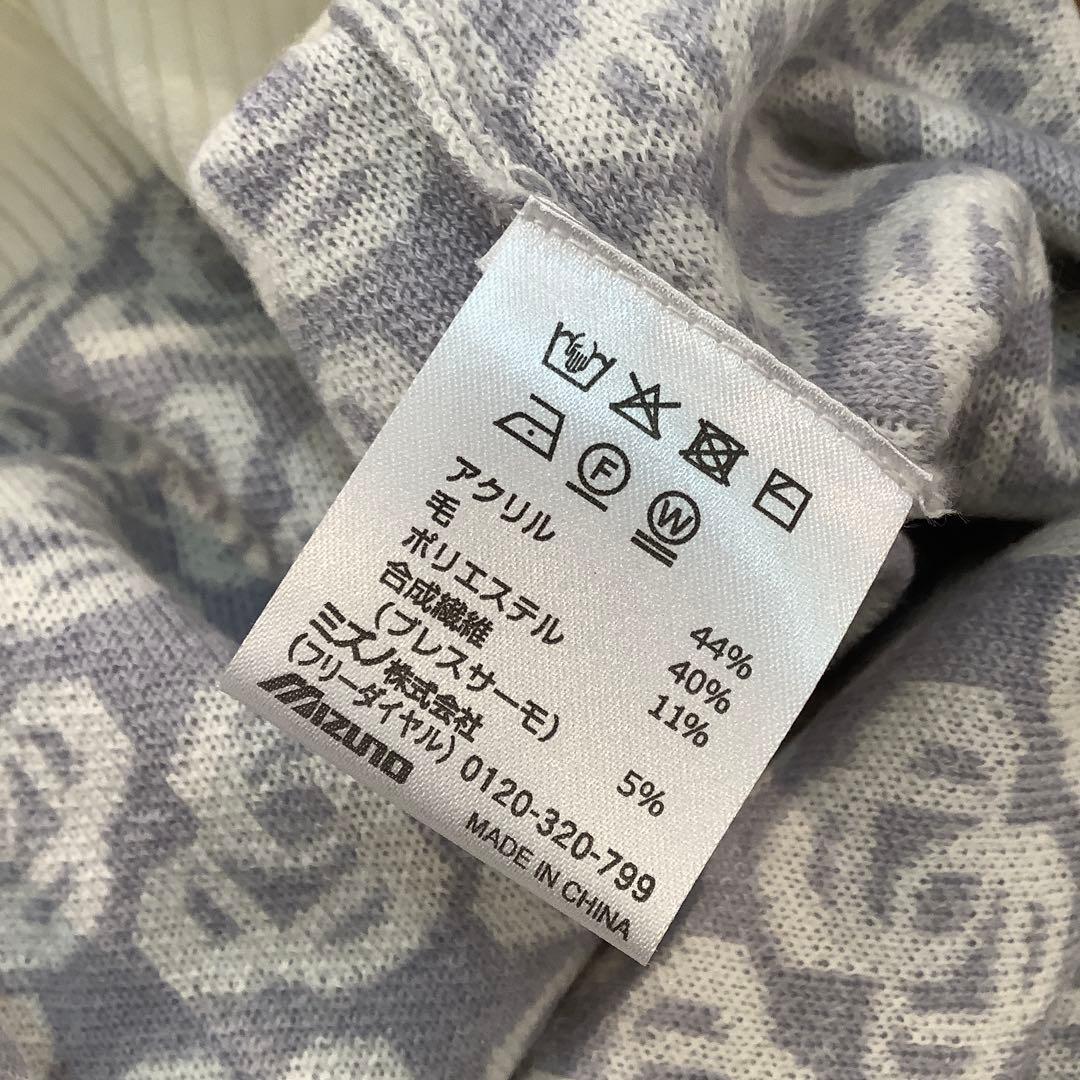 F
W
アクリル 44%
毛 40%
ポリエステル 11%
合成繊維
(ブレスサーモ) 5%
ミズノ株式会社
(フリーダイヤル) 0120-320-799
MIZUNO MADE IN CHINA